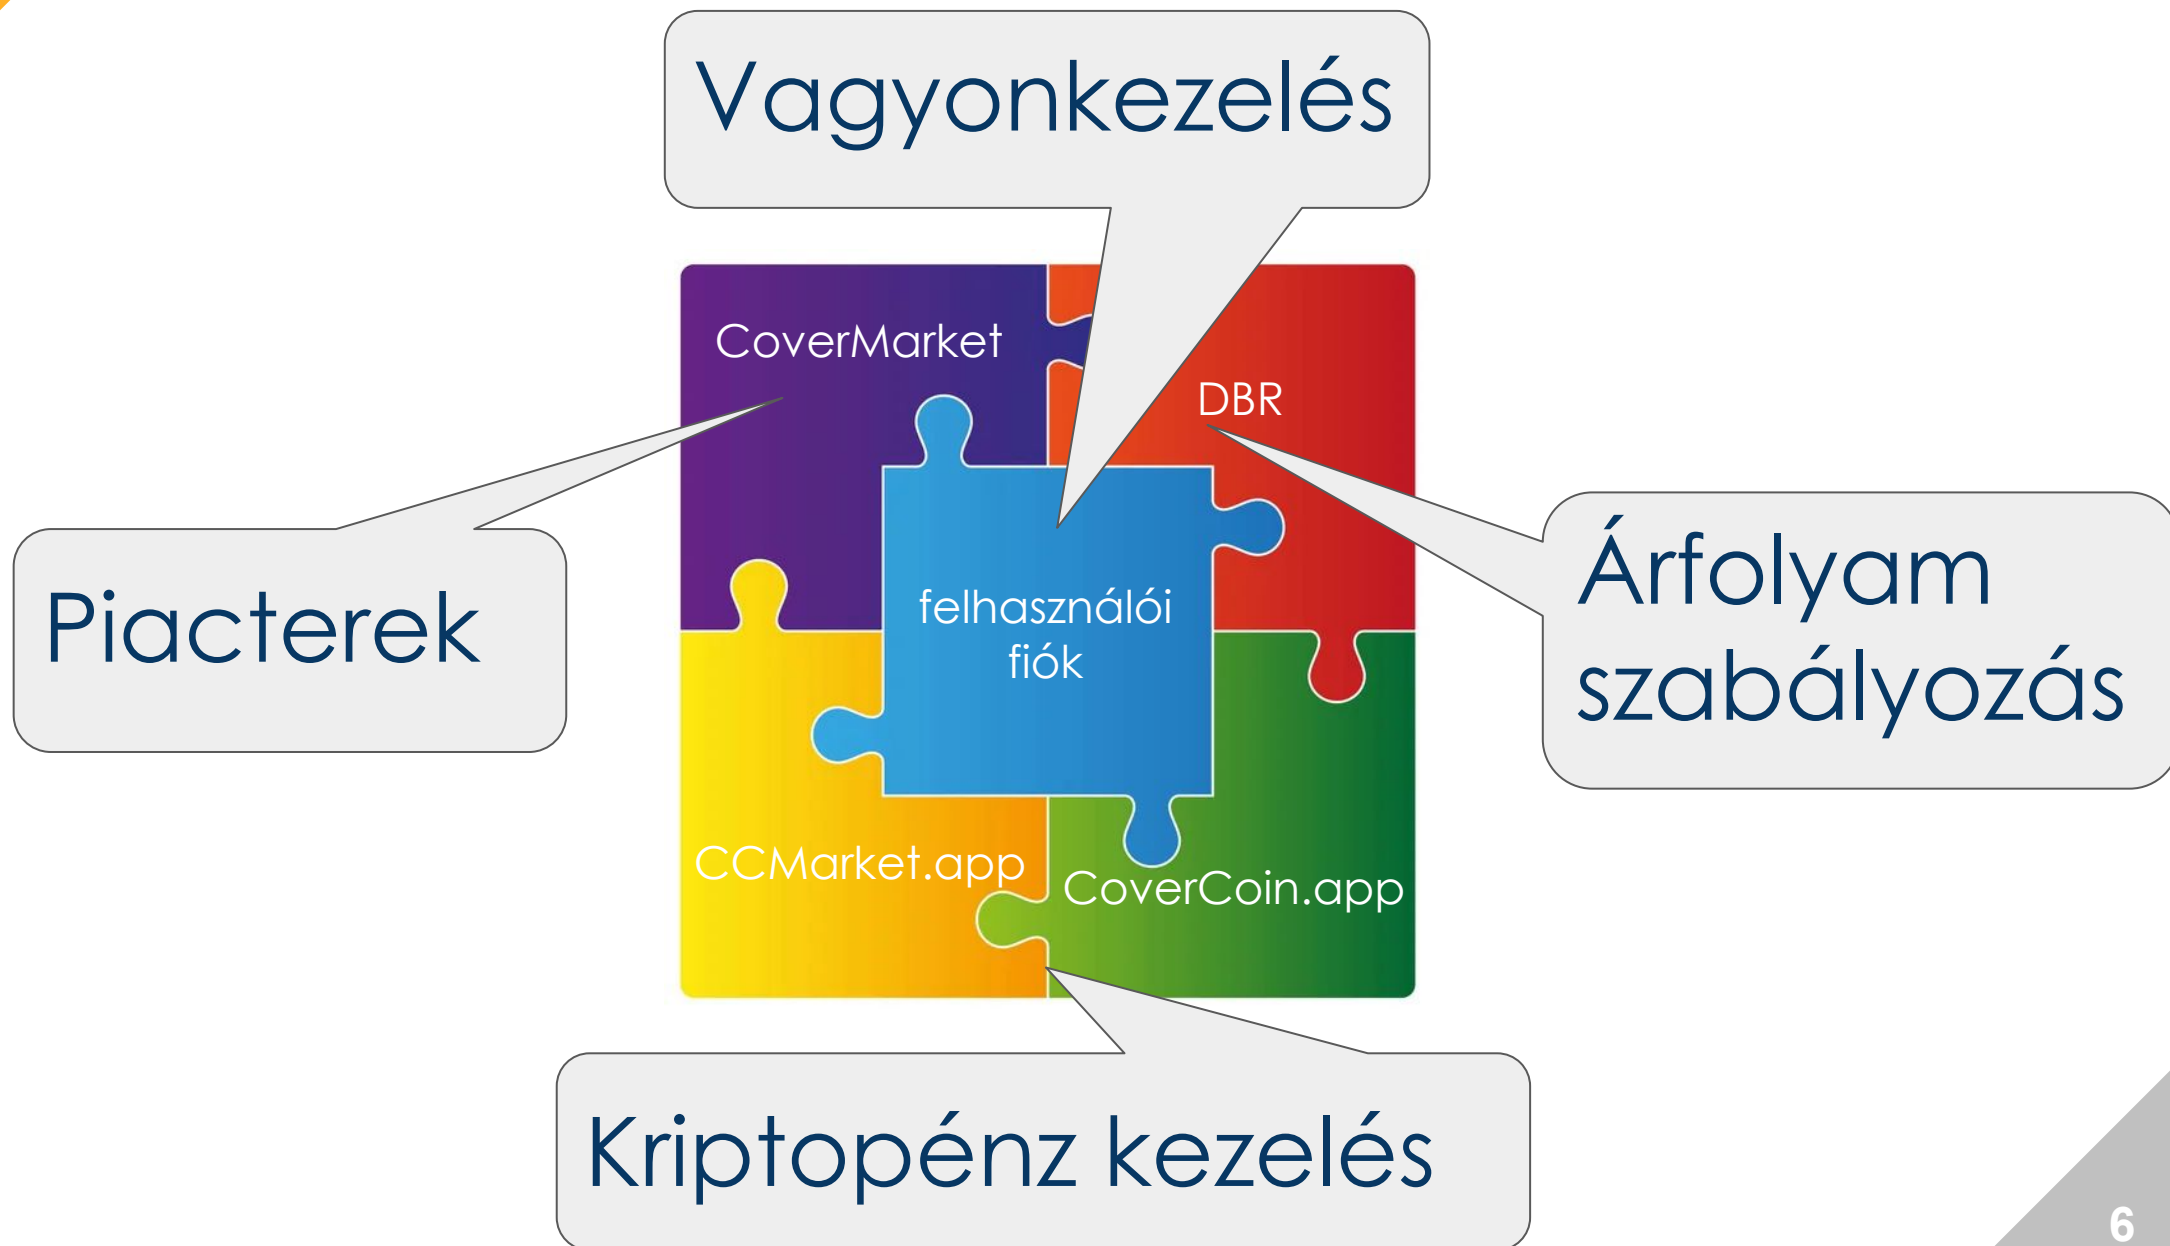 Vagyonkezelés
CoverMarket
DBR
Piacterek
felhasználói
fiók
Árfolyam
szabályozás
CCMarket.app
CoverCoin.app
Kriptopénz kezelés
6